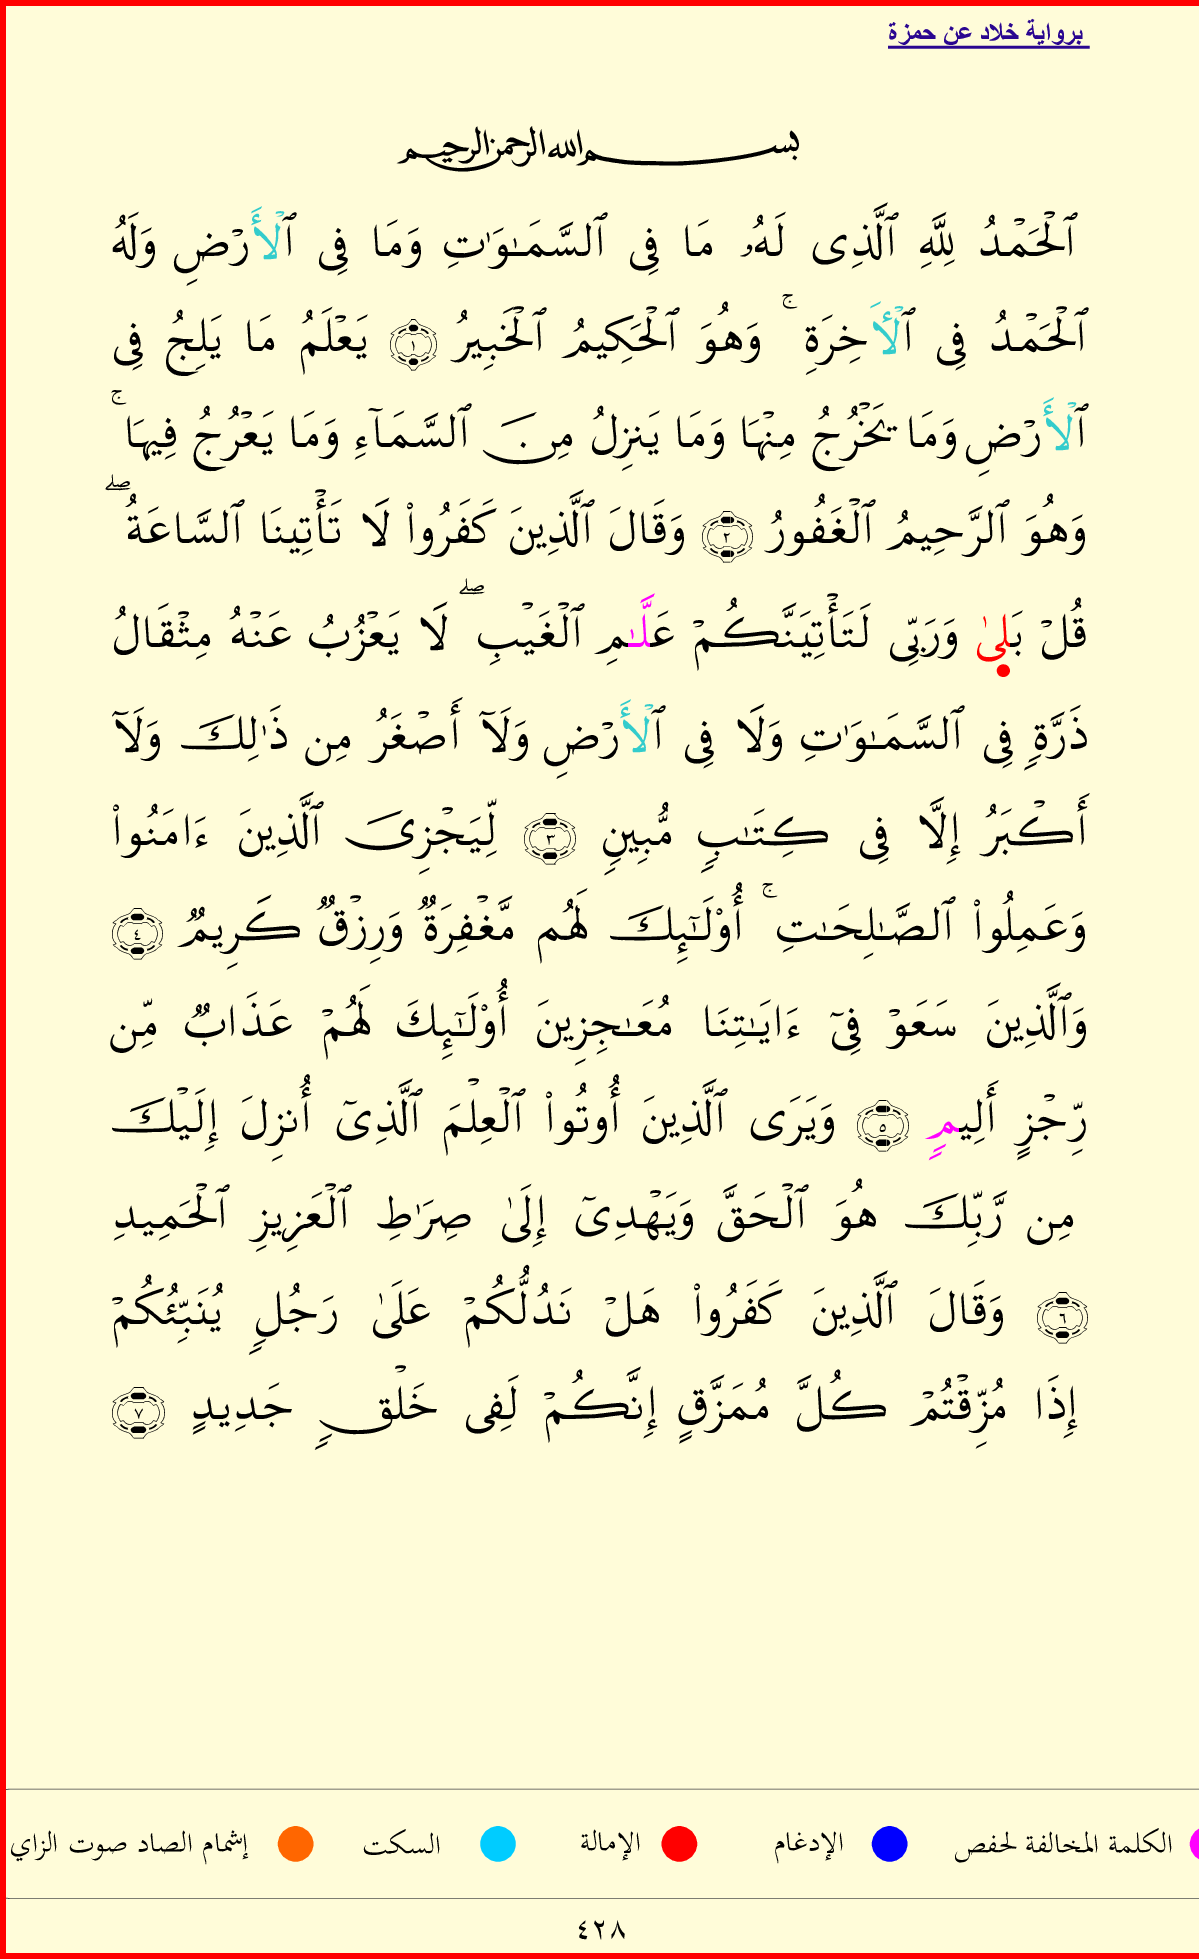 برواية خلاد عن حمزة
بسم الله الرحمن الرحيم
ٱلْحَمْدُ لِلَّهِ ٱلَّذِى لَهُۥ مَا فِى ٱلسَّمَـٰوَٰتِ وَمَا فِى ٱلْأَرْضِ وَلَهُ
ٱلْحَمْدُ فِى ٱلْأَخِرَةِ ۚ وَهُوَ ٱلْحَكِيمُ ٱلْخَبِيرُ ١ يَعْلَمُ مَا يَلِجُ فِى
ٱلْأَرْضِ وَمَا يَخْرُجُ مِنْهَا وَمَا يَنزِلُ مِنَ ٱلسَّمَآءِ وَمَا يَعْرُجُ فِيهَا ۚ
وَهُوَ ٱلرَّحِيمُ ٱلْغَفُورُ ٢ وَقَالَ ٱلَّذِينَ كَفَرُوا۟ لَا تَأْتِينَا ٱلسَّاعَةُ ۖ
قُلْ بَلىٰ وَرَبِّى لَتَأْتِيَنَّكُمْ عَلَّـٰمِ ٱلْغَيْبِ ۖ لَا يَعْزُبُ عَنْهُ مِثْقَالُ
ذَرَّةٍ فِى ٱلسَّمَـٰوَٰتِ وَلَا فِى ٱلْأَرْضِ وَلَآ أَصْغَرُ مِن ذَٰلِكَ وَلَآ
أَكْبَرُ إِلَّا فِى كِتَـٰبٍ مُّبِينٍ ٣ لِّيَجْزِىَ ٱلَّذِينَ ءَامَنُوا۟
وَعَمِلُوا۟ ٱلصَّـٰلِحَـٰتِ ۚ أُو۟لَـٰٓئِكَ لَهُم مَّغْفِرَةٌ وَرِزْقٌ كَرِيمٌ ٤
وَٱلَّذِينَ سَعَوْ فِىٓ ءَايَـٰتِنَا مُعَـٰجِزِينَ أُو۟لَـٰٓئِكَ لَهُمْ عَذَابٌ مِّن
رِّجْزٍ أَلِيمٍ ٥ وَيَرَى ٱلَّذِينَ أُوتُوا۟ ٱلْعِلْمَ ٱلَّذِىٓ أُنزِلَ إِلَيْكَ
مِن رَّبِّكَ هُوَ ٱلْحَقَّ وَيَهْدِىٓ إِلَىٰ صِرَٰطِ ٱلْعَزِيزِ ٱلْحَمِيدِ
٦ وَقَالَ ٱلَّذِينَ كَفَرُوا۟ هَلْ نَدُلُّكُمْ عَلَىٰ رَجُلٍ يُنَبِّئُكُمْ
إِذَا مُزِّقْتُمْ كُلَّ مُمَزَّقٍ إِنَّكُمْ لَفِى خَلْقٍ جَدِيدٍ ٧
الكلمة المخالفة لحفص الإدغام الإمالة السكت إشمام الصاد صوت الزاي
٤٢٨